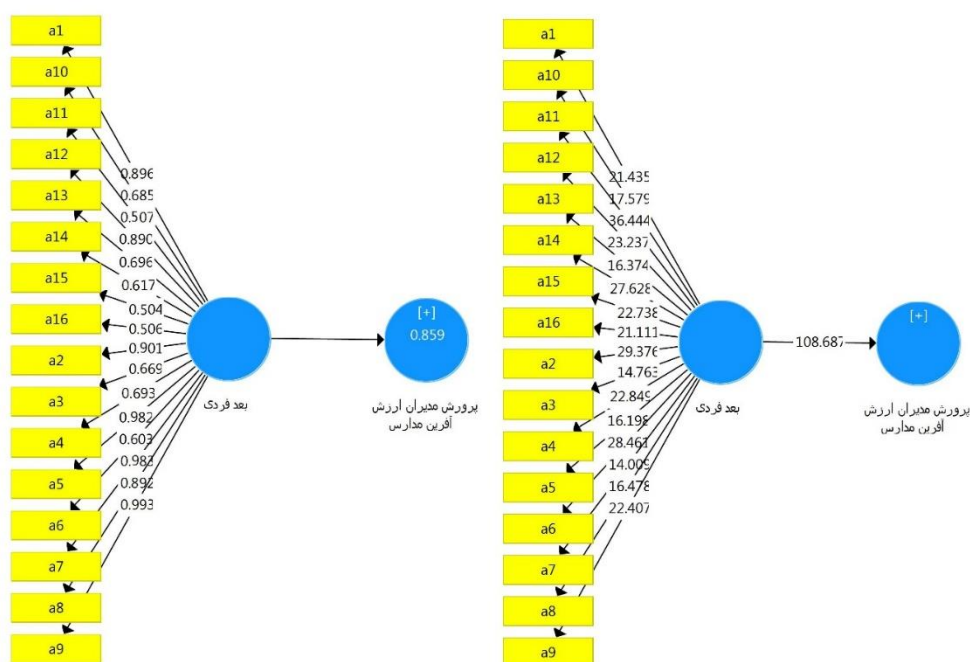 a1
a10
a11
a12
a13
a14
a15
a16
a2
a3
a4
a5
a6
a7
a8
a9
0.896
0.685
0.507
0.890
0.696
0.617
0.504
0.506
0.901
0.669
0.693
0.982
0.603
0.983
0.892
0.993
بعد فردی
[+]
0.859
پرورش مدیران ارزش
آفرین مدارس
a1
a10
a11
a12
a13
a14
a15
a16
a2
a3
a4
a5
a6
a7
a8
a9
21.435
17.579
36.444
23.237
16.374
27.628
22.738
21.111
29.376
14.763
22.849
16.198
28.461
14.009
16.478
22.407
بعد فردی
108.687
[+]
پرورش مدیران ارزش
آفرین مدارس